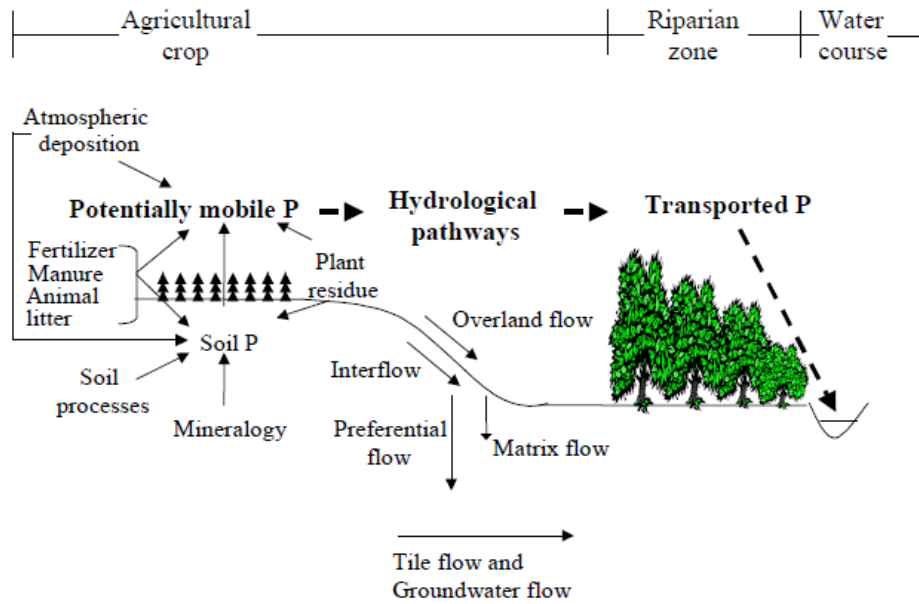 Agricultural
crop
Riparian
zone
Water
course
Atmospheric
deposition
Potentially mobile P
Hydrological
pathways
Transported P
Fertilizer
Manure
Animal
litter
Plant
residue
Soil P
Overland flow
Interflow
Soil
processes
Mineralogy
Preferential
flow
Matrix flow
Tile flow and
Groundwater flow